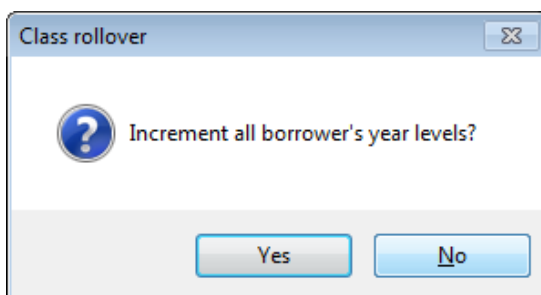 Class rollover
Increment all borrower's year levels?
Yes
No